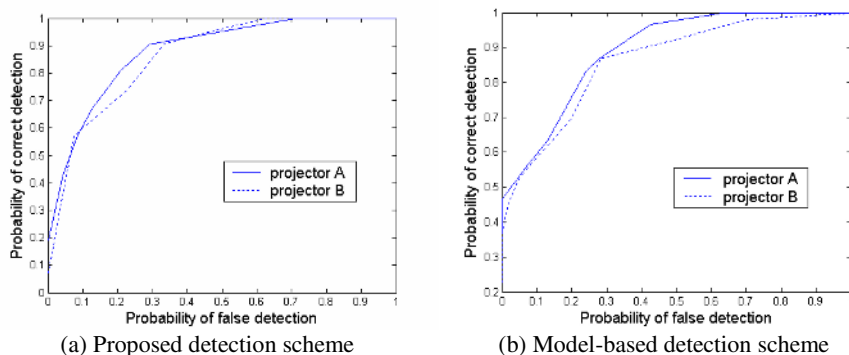 1
0.9
0.8
0.7
0.6
0.5
0.4
0.3
0.2
0.1
0
Probability of correct detection
projector A
projector B
0 0.1 0.2 0.3 0.4 0.5 0.6 0.7 0.8 0.9 1
Probability of false detection
(a) Proposed detection scheme
1
0.9
0.8
0.7
0.6
0.5
0.4
0.3
0.2
Probability of correct detection
projector A
projector B
0 0.1 0.2 0.3 0.4 0.5 0.6 0.7 0.8 0.9
Probability of false detection
(b) Model-based detection scheme